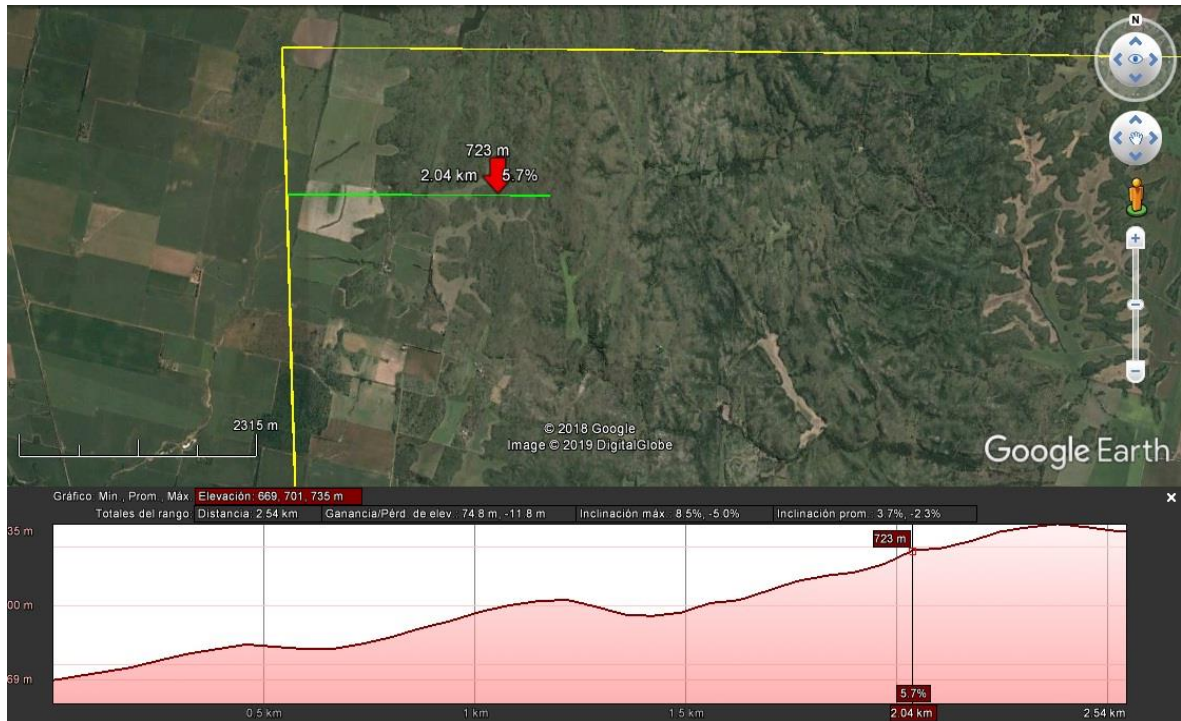 N
723 m
2.04 km 5.7%
2315 m
© 2018 Google
Image © 2019 DigitalGlobe
Google Earth
Gráfico: Mín., Prom., Máx. Elevación: 669, 701, 735 m
Totales del rango: Distancia: 2.54 km Ganancia/Pérd. de elev.: 74.8 m, -11.8 m Inclinación máx.: 8.5%, -5.0% Inclinación prom.: 3.7%, -2.3%
35 m
723 m
00 m
69 m
5.7%
0.5 km 1 km 1.5 km 2.04 km 2.54 km